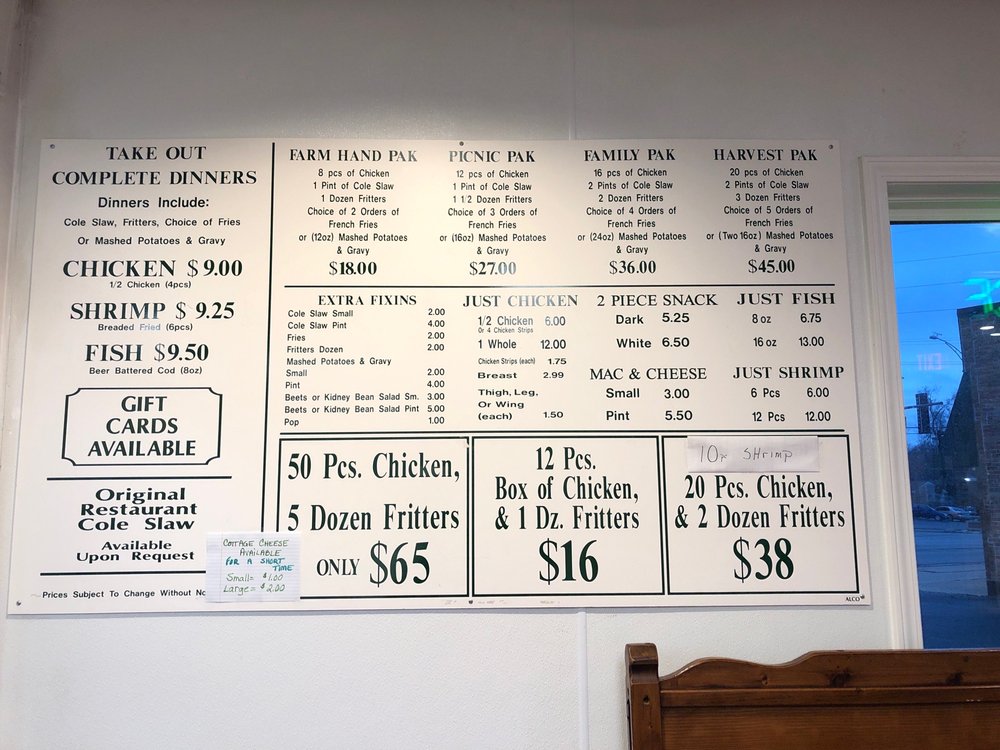 TAKE OUT
COMPLETE DINNERS
Dinners Include:
Cole Slaw, Fritters, Choice of Fries
Or Mashed Potatoes & Gravy
CHICKEN $ 9.00
1/2 Chicken (4pcs)
SHRIMP $ 9.25
Breaded Fried (6pcs)
FISH $9.50
Beer Battered Cod (8oz)
GIFT
CARDS
AVAILABLE
Original
Restaurant
Cole Slaw
Available
Upon Request
Prices Subject To Change Without
COTTAGE CHEESE
AVAILABLE
FOR A SHORT
TIME
Small= $1.00
Large= $2.00
FARM HAND PAK
8 pcs of Chicken
1 Pint of Cole Slaw
1 Dozen Fritters
Choice of 2 Orders of
French Fries
or (12oz) Mashed Potatoes
& Gravy
$18.00
PICNIC PAK
12 pcs of Chicken
1 Pint of Cole Slaw
1 1 2 Dozen Fritters
Choice of 3 Orders of
French Fries
or (16oz) Mashed Potatoes
& Gravy
$27.00
FAMILY PAK
16 pcs of Chicken
2 Pints of Cole Slaw
2 Dozen Fritters
Choice of 4 Orders of
French Fries
or (24oz) Mashed Potatoes
& Gravy
$36.00
HARVEST PAK
20 pcs of Chicken
2 Pints of Cole Slaw
3 Dozen Fritters
Choice of 5 Orders of
French Fries
or (Two 16oz) Mashed Potatoes
& Gravy
$45.00
EXTRA FIXINS
Cole Slaw Small 2.00
Cole Slaw Pint 4.00
Fries 2.00
Fritters Dozen 2.00
Mashed Potatoes & Gravy
Small 2.00
Pint 4.00
Beets or Kidney Bean Salad Sm. 3.00
Beets or Kidney Bean Salad Pint 5.00
Pop 1.00
JUST CHICKEN
1/2 Chicken 6.00
Or 4 Chicken Strips
1 Whole 12.00
Chicken Strips (each) 1.75
Breast 2.99
Thigh, Leg,
Or Wing
(each) 1.50
2 PIECE SNACK
Dark 5.25
White 6.50
MAC & CHEESE
Small 3.00
Pint 5.50
JUST FISH
8 oz 6.75
16 oz 13.00
JUST SHRIMP
6 Pcs 6.00
12 Pcs 12.00
50 Pcs. Chicken,
5 Dozen Fritters
ONLY $65
12 Pcs.
Box of Chicken,
& 1 Dz. Fritters
$16
SHrimp
20 Pcs. Chicken,
& 2 Dozen Fritters
$38
ALCO